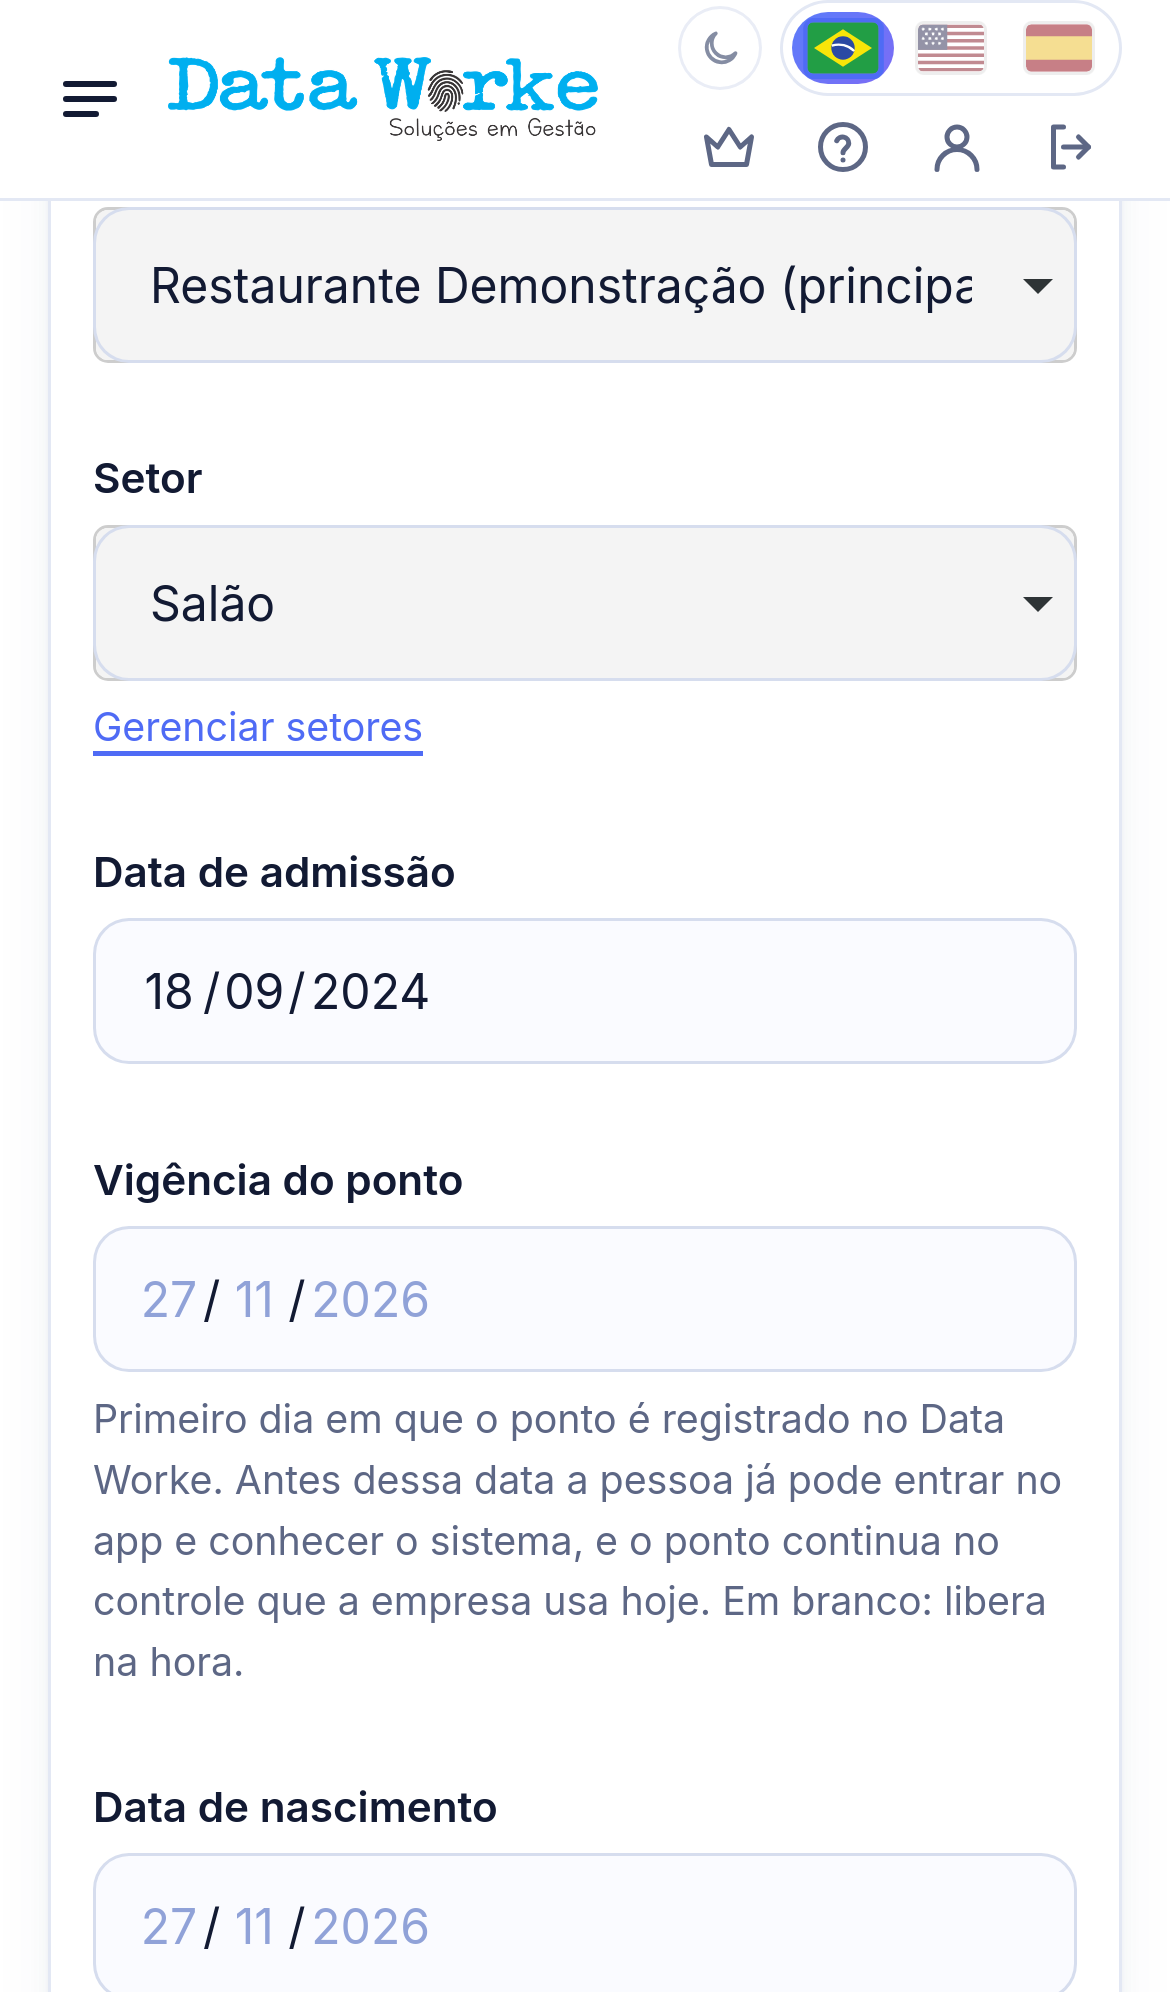 Data Worke
Soluções em Gestão
Restaurante Demonstração (principa
Setor
Salão
Gerenciar setores
Data de admissão
18/09/2024
Vigência do ponto
27/11/2026
Primeiro dia em que o ponto é registrado no Data
Worke. Antes dessa data a pessoa já pode entrar no
app e conhecer o sistema, e o ponto continua no
controle que a empresa usa hoje. Em branco: libera
na hora.
Data de nascimento
27/11/2026